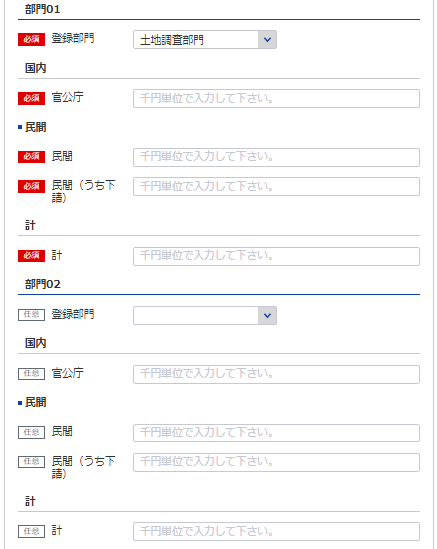 部門01
必須 登録部門 土地調査部門
国内
必須 官公庁 千円単位で入力して下さい。
民間
必須 民間 千円単位で入力して下さい。
必須 民間（うち下 千円単位で入力して下さい。
請）
計
必須 計 千円単位で入力して下さい。
部門02
任意 登録部門
国内
任意 官公庁 千円単位で入力して下さい。
民間
任意 民間 千円単位で入力して下さい。
任意 民間（うち下 千円単位で入力して下さい。
請）
計
任意 計 千円単位で入力して下さい。